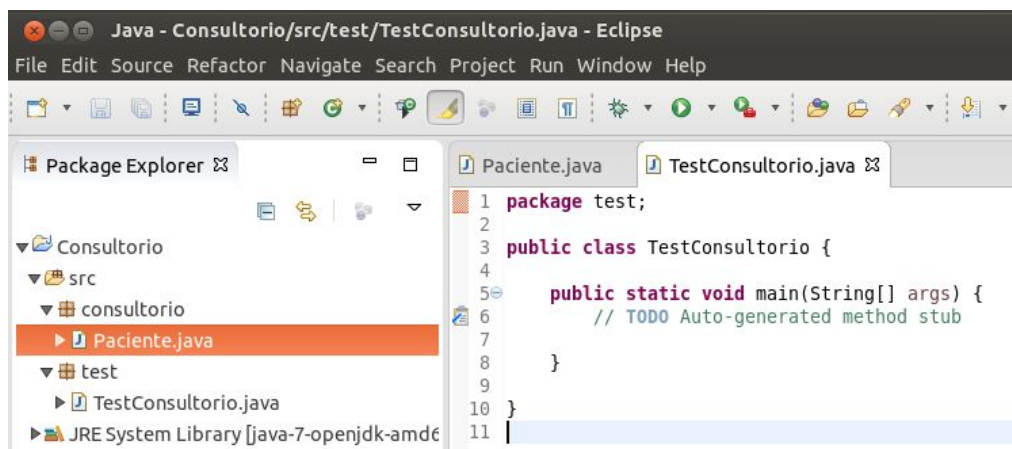 Java - Consultorio/src/test/TestConsultorio.java - Eclipse
File Edit Source Refactor Navigate Search Project Run Window Help
Package Explorer
Consultorio
src
consultorio
Paciente.java
test
TestConsultorio.java
JRE System Library [java-7-openjdk-amd6
Paciente.java TestConsultorio.java
1 package test;
2
3 public class TestConsultorio {
4
5 public static void main(String[] args) {
6 // TODO Auto-generated method stub
7
8 }
9
10 }
11